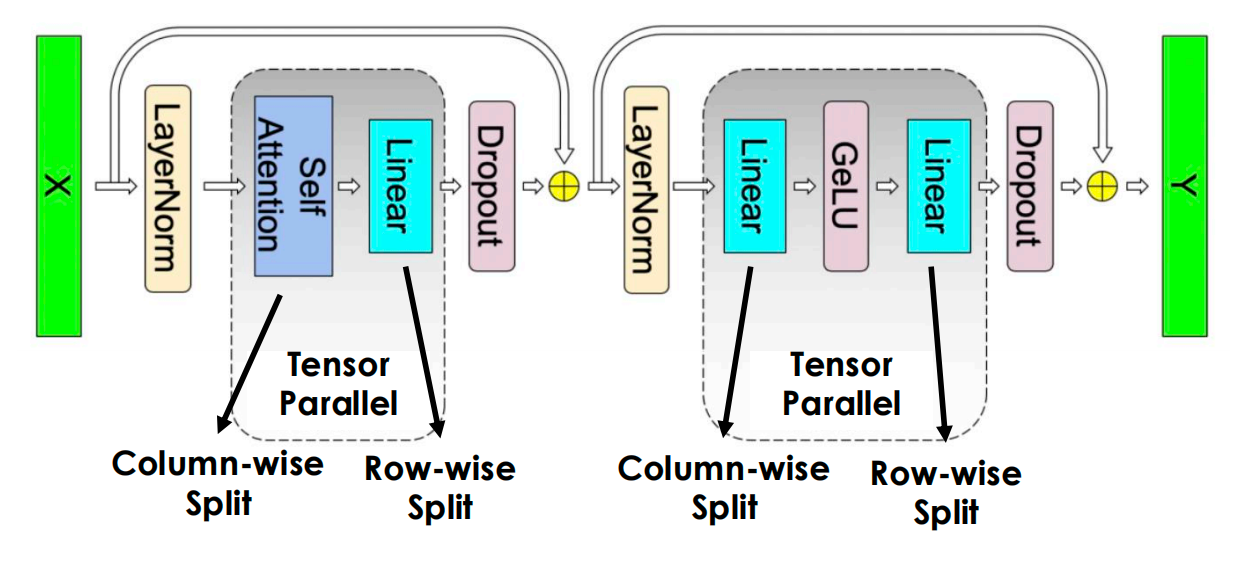 X
LayerNorm
Self
Attention
Linear
Dropout
LayerNorm
Linear
GeLU
Linear
Dropout
Y
Tensor
Parallel
Tensor
Parallel
Column-wise
Split
Row-wise
Split
Column-wise
Split
Row-wise
Split